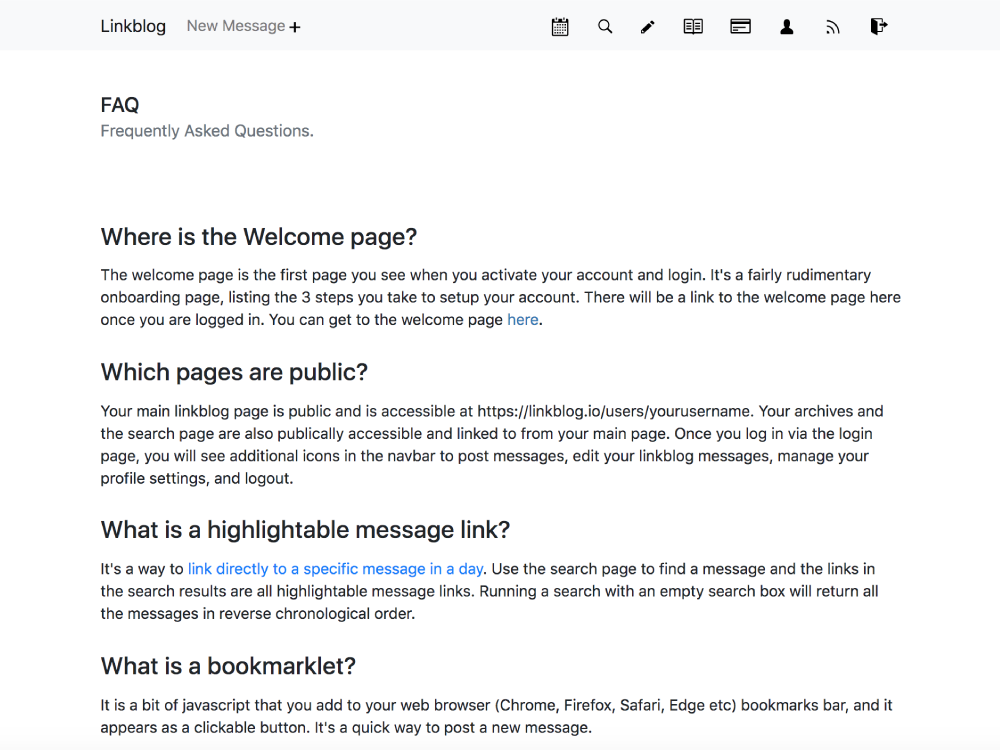 Linkblog New Message +
FAQ
Frequently Asked Questions.
Where is the Welcome page?
The welcome page is the first page you see when you activate your account and login. It's a fairly rudimentary
onboarding page, listing the 3 steps you take to setup your account. There will be a link to the welcome page here
once you are logged in. You can get to the welcome page here.
Which pages are public?
Your main linkblog page is public and is accessible at https://linkblog.io/users/yourusername. Your archives and
the search page are also publically accessible and linked to from your main page. Once you log in via the login
page, you will see additional icons in the navbar to post messages, edit your linkblog messages, manage your
profile settings, and logout.
What is a highlightable message link?
It's a way to link directly to a specific message in a day. Use the search page to find a message and the links in
the search results are all highlightable message links. Running a search with an empty search box will return all
the messages in reverse chronological order.
What is a bookmarklet?
It is a bit of javascript that you add to your web browser (Chrome, Firefox, Safari, Edge etc) bookmarks bar, and it
appears as a clickable button. It's a quick way to post a new message.